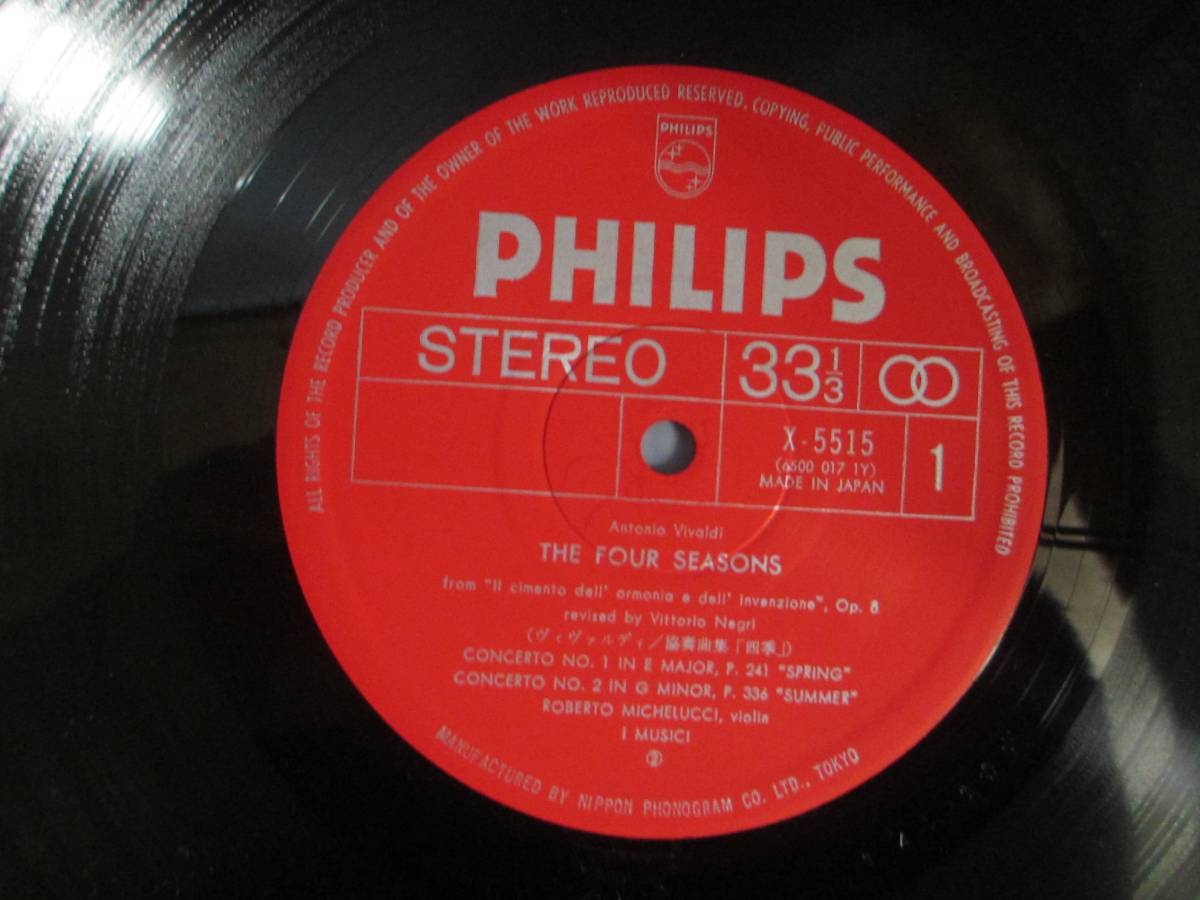 ALL RIGHTS OF THE RECORD PRODUCER AND OF THE OWNER OF THE WORK REPRODUCED RESERVED. COPYING, PUBLIC PERFORMANCE AND BROADCASTING OF THIS RECORD PROHIBITED
PHILIPS
PHILIPS
STEREO 33 1/3
X-5515
(6500 017 1Y)
MADE IN JAPAN
1
Antonio Vivaldi
THE FOUR SEASONS
from "Il cimento dell' armonia e dell' invenzione", Op. 8
revised by Vittorio Negri
(ヴィヴァルディ/協奏曲集「四季」)
CONCERTO NO. 1 IN E MAJOR, P. 241 "SPRING"
CONCERTO NO. 2 IN G MINOR, P. 336 "SUMMER"
ROBERTO MICHELUCCI, violin
I MUSICI
②
MANUFACTURED BY NIPPON PHONOGRAM CO. LTD., TOKYO